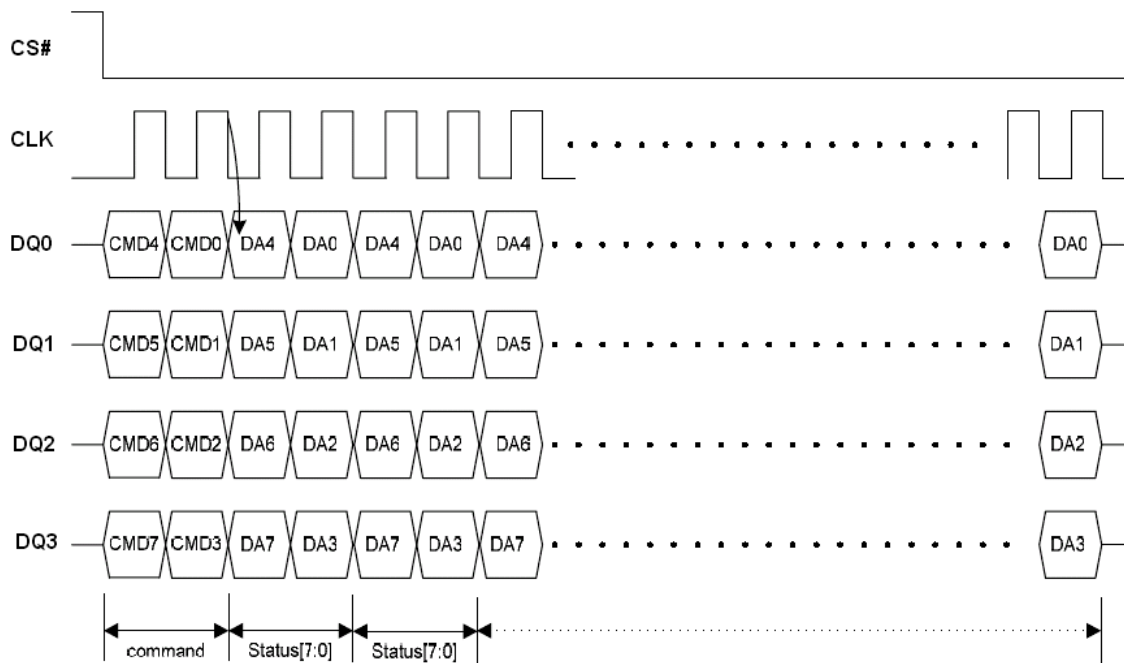 CS#
CLK
DQ0 CMD4 CMD0 DA4 DA0 DA4 DA0 DA4 DA0
DQ1 CMD5 CMD1 DA5 DA1 DA5 DA1 DA5 DA1
DQ2 CMD6 CMD2 DA6 DA2 DA6 DA2 DA6 DA2
DQ3 CMD7 CMD3 DA7 DA3 DA7 DA3 DA7 DA3
command Status[7:0] Status[7:0]